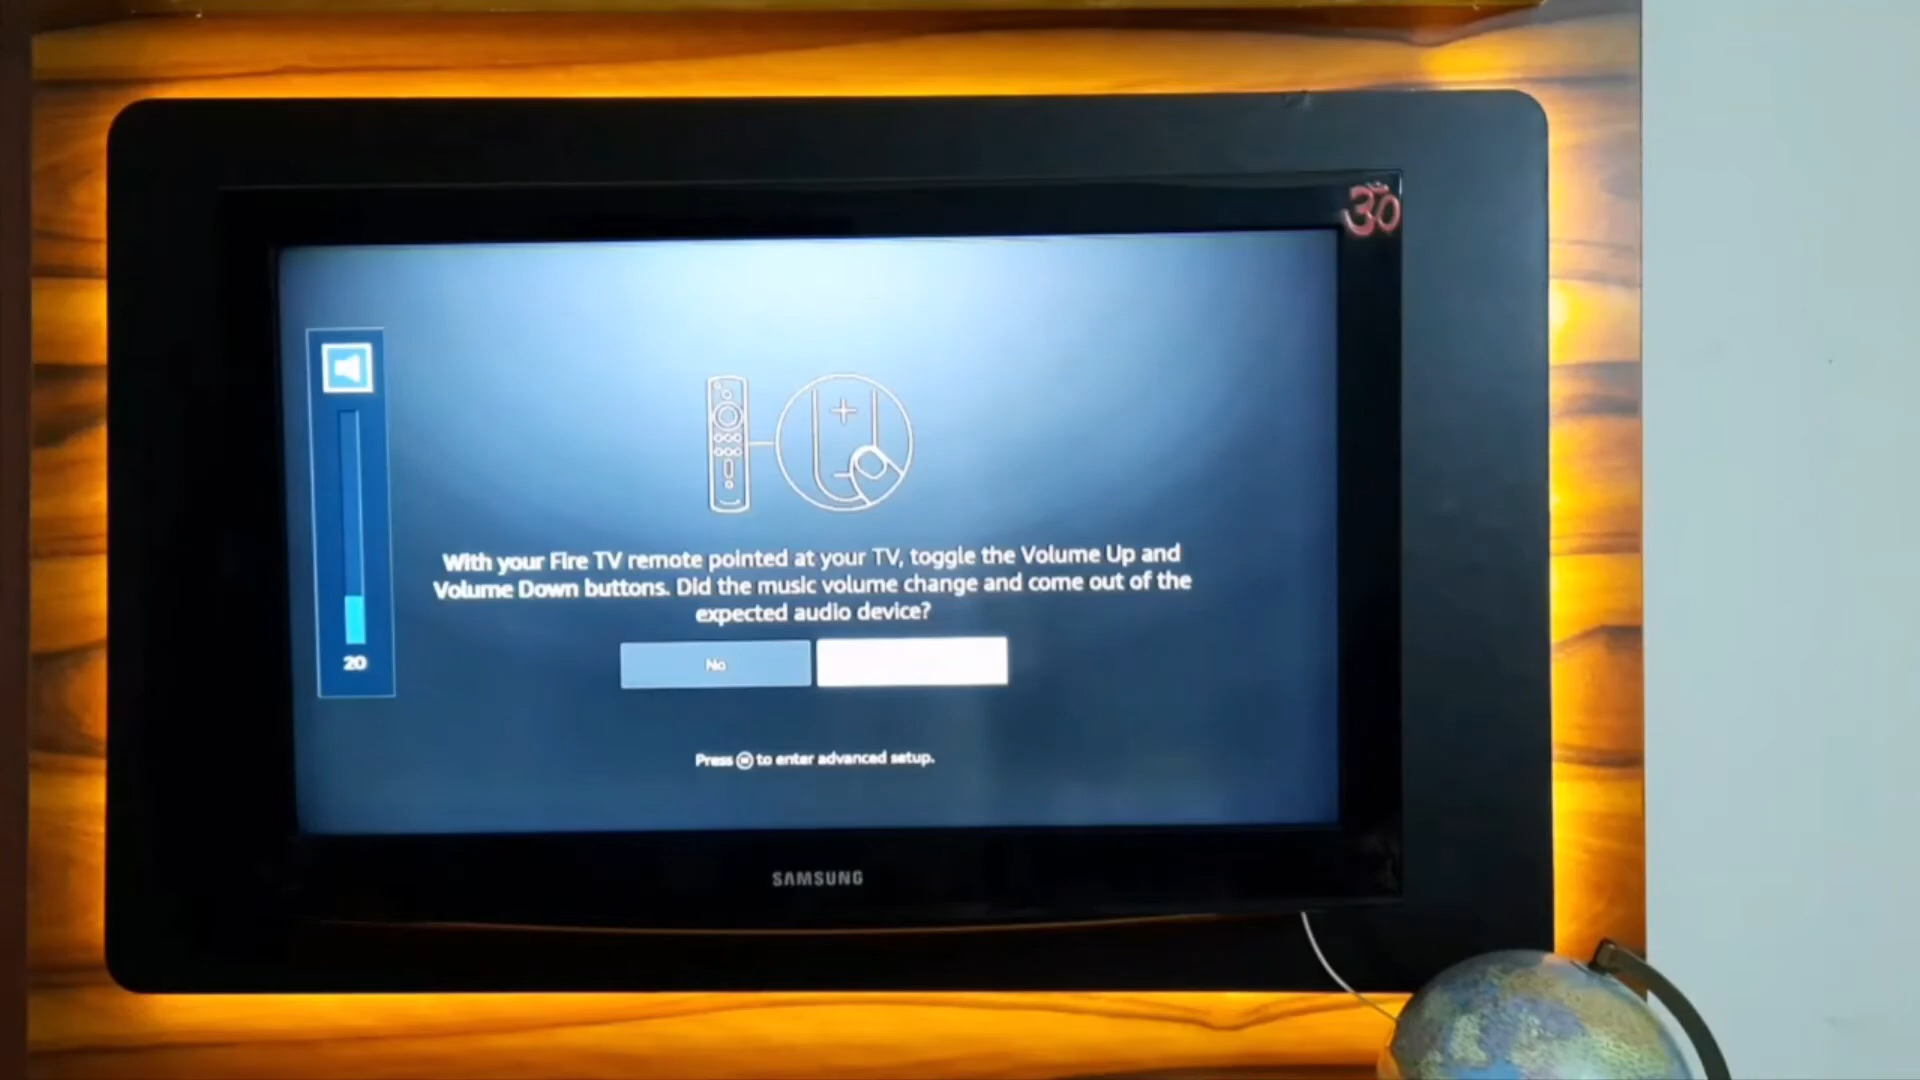 ॐ
With your Fire TV remote pointed at your TV, toggle the Volume Up and
Volume Down buttons. Did the music volume change and come out of the
expected audio device?
20
No
Press to enter advanced setup.
SAMSUNG